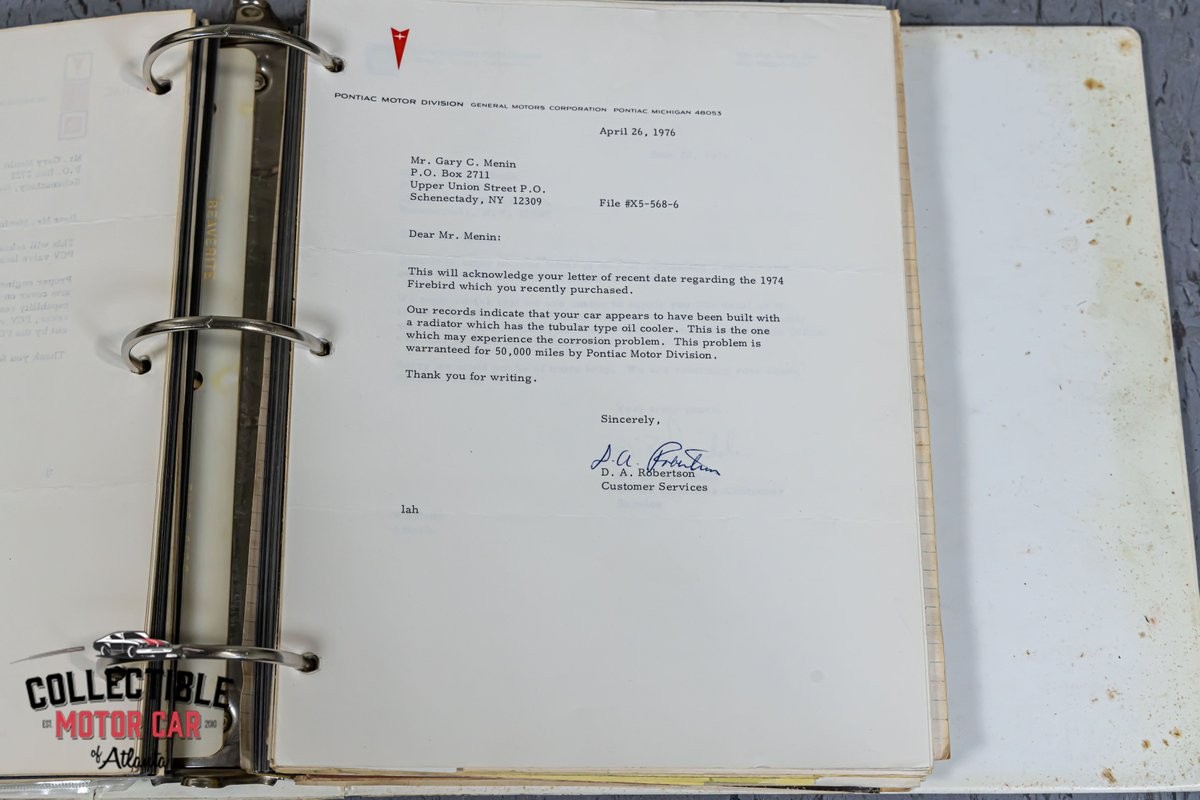 PONTIAC MOTOR DIVISION GENERAL MOTORS CORPORATION PONTIAC MICHIGAN 48053
April 26, 1976
Mr. Gary C. Menin
P.O. Box 2711
Upper Union Street P.O.
Schenectady, NY 12309
File #X5-568-6
Dear Mr. Menin:
This will acknowledge your letter of recent date regarding the 1974
Firebird which you recently purchased.
Our records indicate that your car appears to have been built with
a radiator which has the tubular type oil cooler. This is the one
which may experience the corrosion problem. This problem is
warranteed for 50,000 miles by Pontiac Motor Division.
Thank you for writing.
Sincerely,
D.A. Robertson
D. A. Robertson
Customer Services
lah
BEAVERITE
COLLECTIBLE
EST. MOTOR CAR 2010
of Atlanta